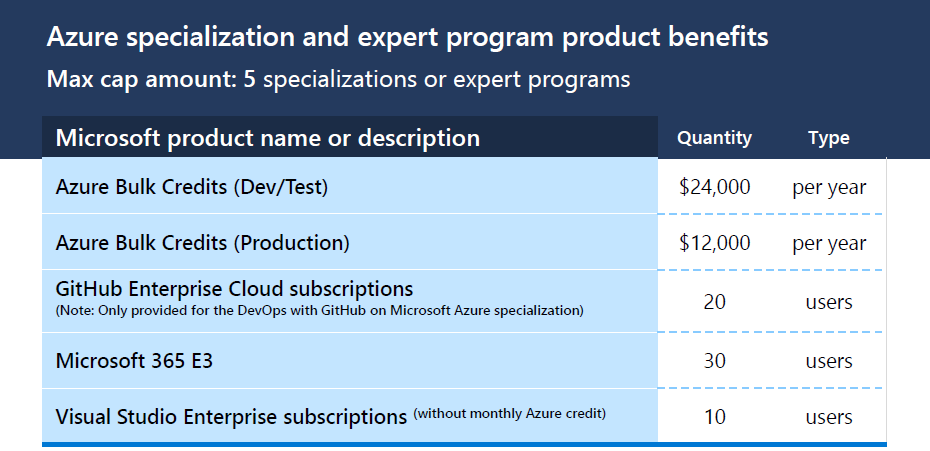 Azure specialization and expert program product benefits
Max cap amount: 5 specializations or expert programs
Microsoft product name or description Quantity Type
Azure Bulk Credits (Dev/Test) $24,000 per year
Azure Bulk Credits (Production) $12,000 per year
GitHub Enterprise Cloud subscriptions
(Note: Only provided for the DevOps with GitHub on Microsoft Azure specialization) 20 users
Microsoft 365 E3 30 users
Visual Studio Enterprise subscriptions (without monthly Azure credit) 10 users